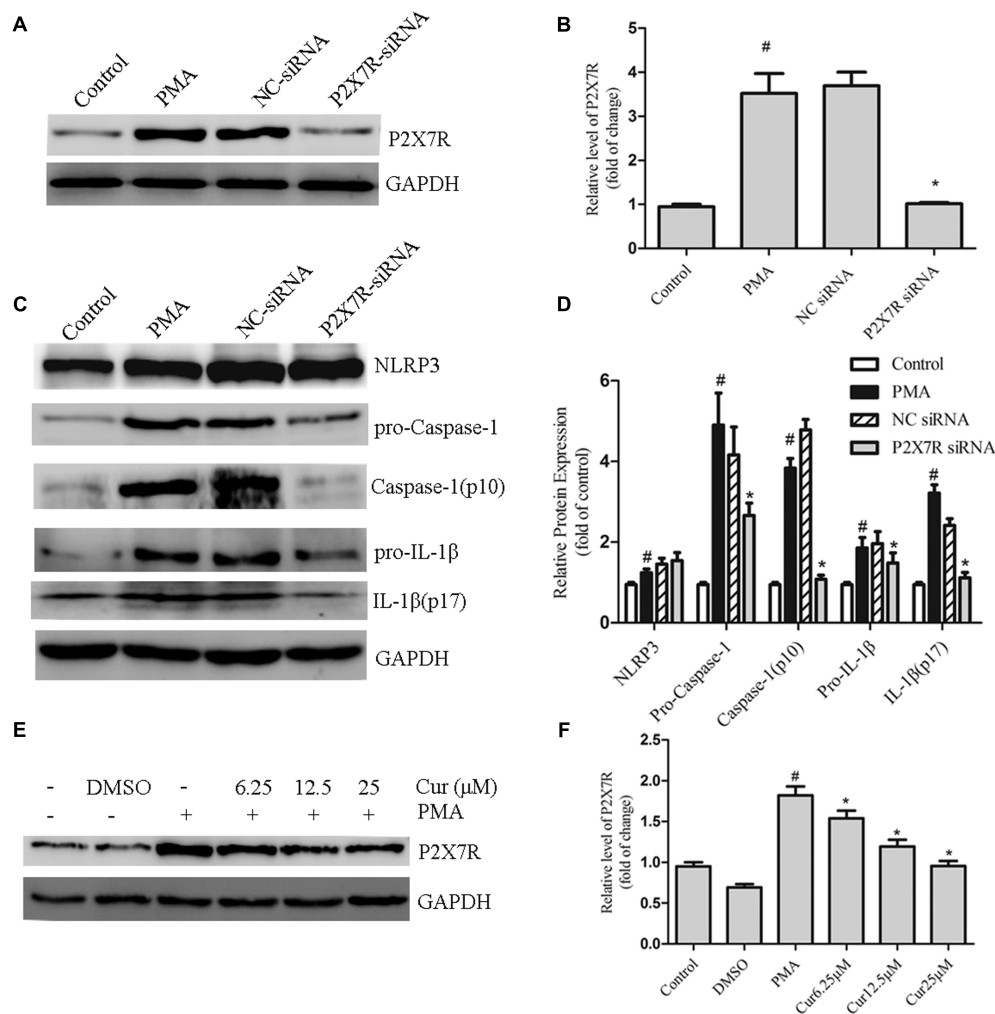 A
Control
PMA
NC-siRNA
P2X7R-siRNA
P2X7R
GAPDH
B
Relative level of P2X7R
(fold of change)
5
4
3
2
1
0
#
*
Control
PMA
NC siRNA
P2X7R siRNA
C
Control
PMA
NC-siRNA
P2X7R-siRNA
NLRP3
pro-Caspase-1
Caspase-1(p10)
pro-IL-1β
IL-1β(p17)
GAPDH
D
Control
PMA
NC siRNA
P2X7R siRNA
Relative Protein Expression
(fold of control)
6
4
2
0
#
#
*
#
*
#
*
#
*
NLRP3
Pro-Caspase-1
Caspase-1(p10)
Pro-IL-1β
IL-1β(p17)
E
- DMSO - 6.25 12.5 25 Cur (μM)
- - + + + + PMA
P2X7R
GAPDH
F
Relative level of P2X7R
(fold of change)
2.5
2.0
1.5
1.0
0.5
0.0
#
*
*
*
Control
DMSO
PMA
Cur6.25μM
Cur12.5μM
Cur25μM